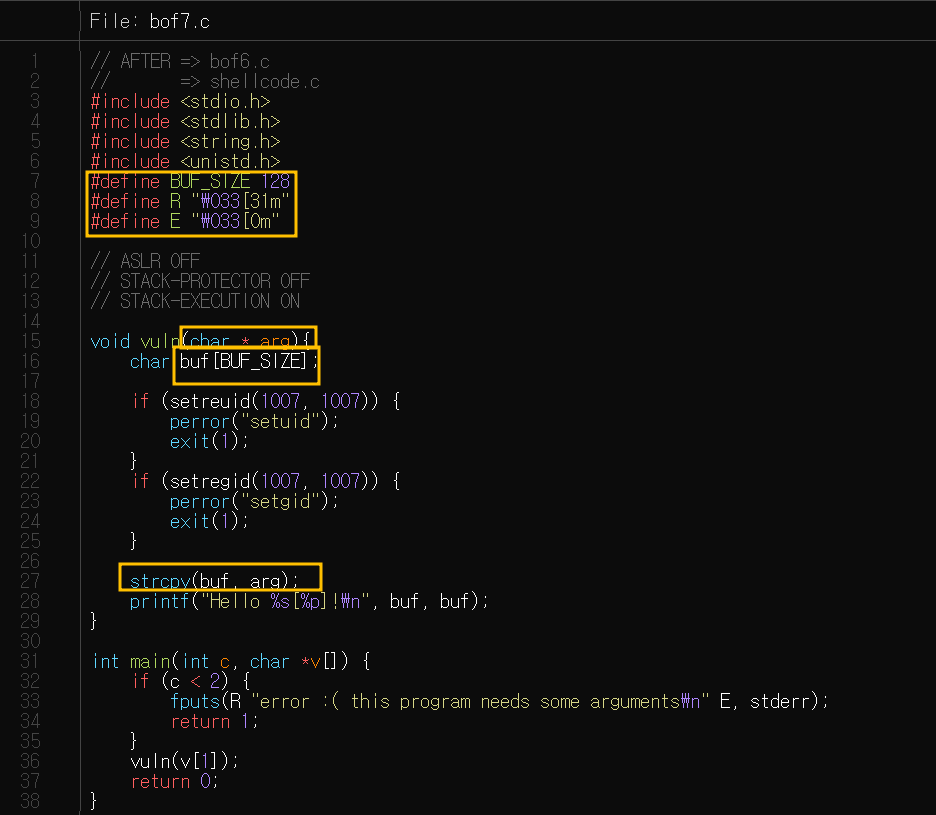 File: bof7.c
1 // AFTER => bof6.c
2 //       => shellcode.c
3 #include <stdio.h>
4 #include <stdlib.h>
5 #include <string.h>
6 #include <unistd.h>
7 #define BUF_SIZE 128
8 #define R "₩033[31m"
9 #define E "₩033[0m"
10
11 // ASLR OFF
12 // STACK-PROTECTOR OFF
13 // STACK-EXECUTION ON
14
15 void vuln(char * arg){
16     char buf[BUF_SIZE];
17
18     if (setreuid(1007, 1007)) {
19         perror("setuid");
20         exit(1);
21     }
22     if (setregid(1007, 1007)) {
23         perror("setgid");
24         exit(1);
25     }
26
27     strcpy(buf, arg);
28     printf("Hello %s[%p]!₩n", buf, buf);
29 }
30
31 int main(int c, char *v[]) {
32     if (c < 2) {
33         fputs(R "error :( this program needs some arguments₩n" E, stderr);
34         return 1;
35     }
36     vuln(v[1]);
37     return 0;
38 }